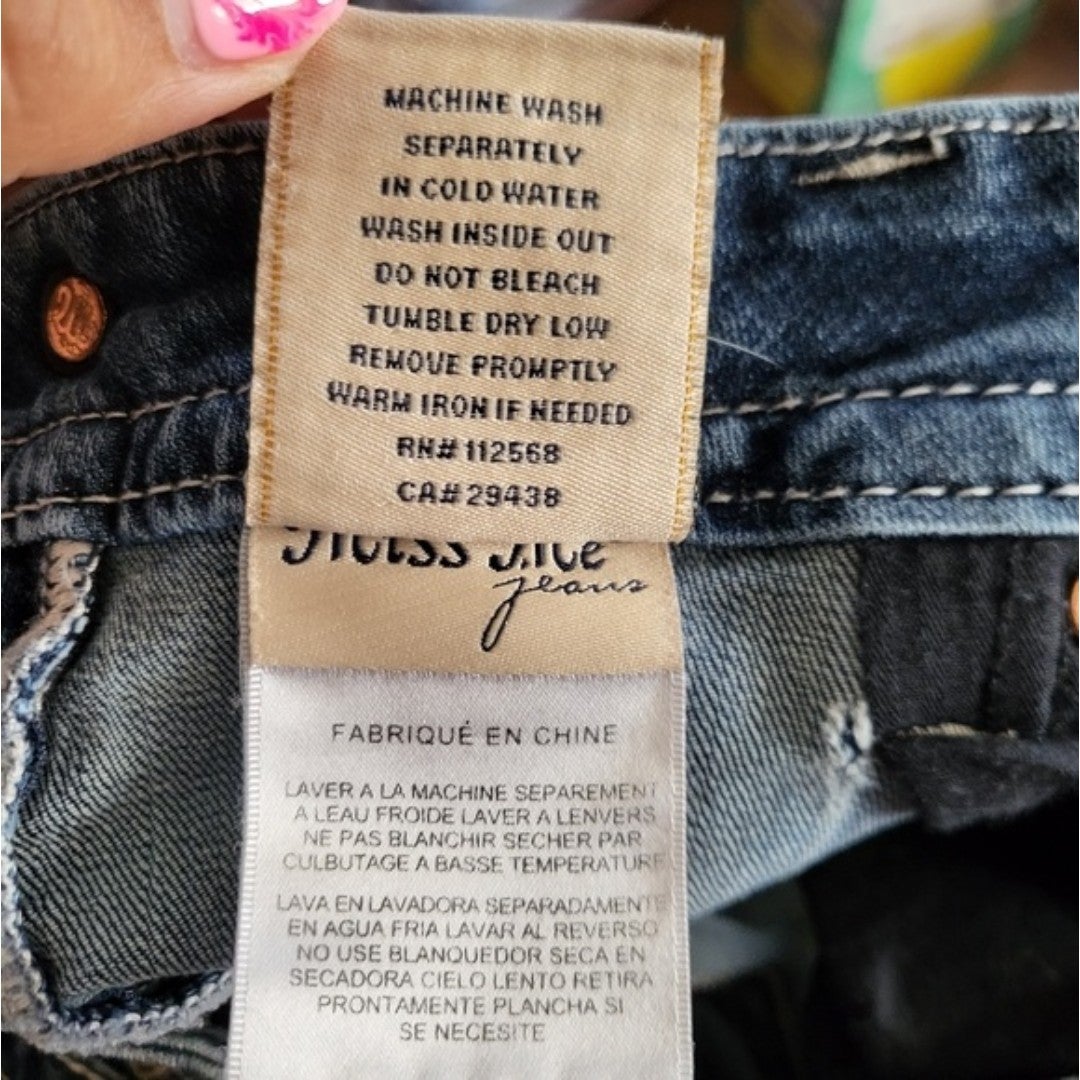 MACHINE WASH
SEPARATELY
IN COLD WATER
WASH INSIDE OUT
DO NOT BLEACH
TUMBLE DRY LOW
REMOVE PROMPTLY
WARM IRON IF NEEDED
RN# 112568
CA# 29438
jeans
FABRIQUÉ EN CHINE
LAVER A LA MACHINE SEPAREMENT
A LEAU FROIDE LAVER A LENVERS
NE PAS BLANCHIR SECHER PAR
CULBUTAGE A BASSE TEMPERATURE
LAVA EN LAVADORA SEPARADAMENTE
EN AGUA FRIA LAVAR AL REVERSO
NO USE BLANQUEDOR SECA EN
SECADORA CIELO LENTO RETIRA
PRONTAMENTE PLANCHA SI
SE NECESITE